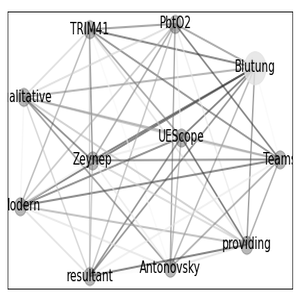 TRIM41
PbtO2
Blutung
alitative
UEScope
Zeynep
Teams
lodern
providing
Antonovsky
resultant